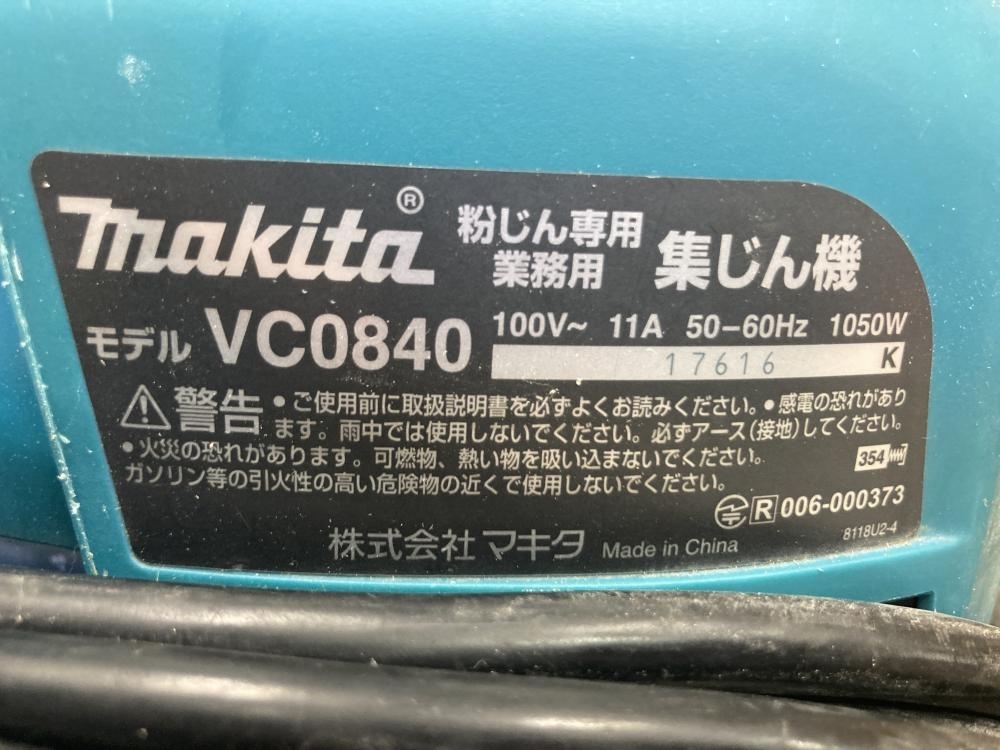 makita®
粉じん専用
業務用
集じん機
モデル VC0840
100V~ 11A 50-60Hz 1050W
17616 K
⚠警告 •ご使用前に取扱説明書を必ずよくお読みください。•感電の恐れがあり
ます。雨中では使用しないでください。必ずアース(接地)してください。
•火災の恐れがあります。可燃物、熱い物を吸い込まないでください。
ガソリン等の引火性の高い危険物の近くで使用しないでください。
354
R 006-000373
8118U2-4
株式会社 マキタ Made in China